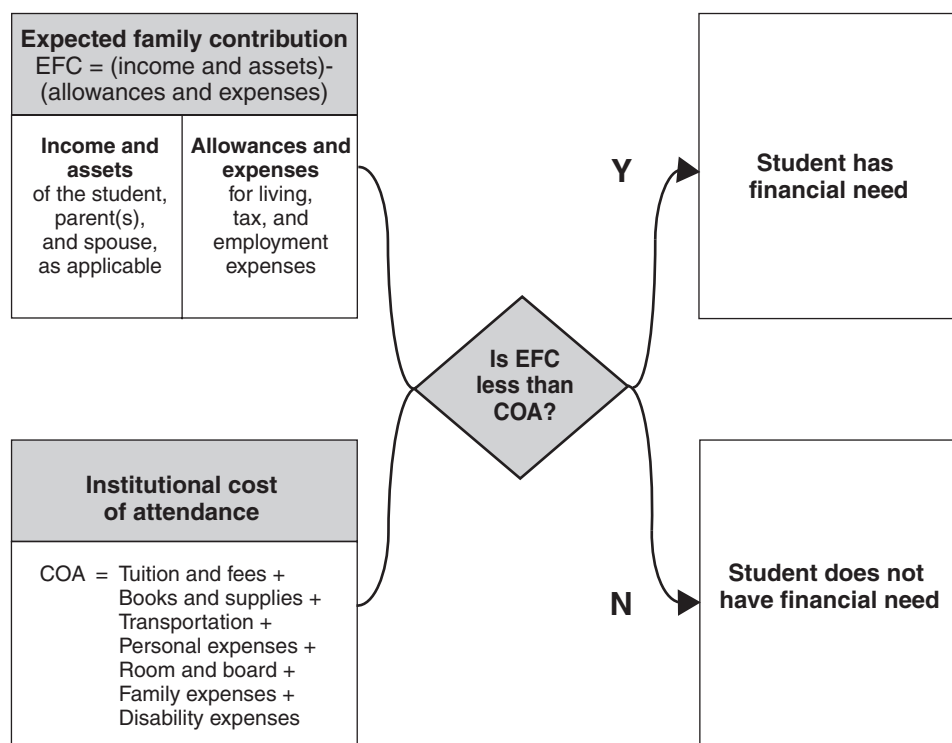 Expected family contribution
EFC = (income and assets)-
(allowances and expenses)
Income and
assets
of the student,
parent(s),
and spouse,
as applicable
Allowances and
expenses
for living,
tax, and
employment
expenses
Institutional cost
of attendance
COA = Tuition and fees +
Books and supplies +
Transportation +
Personal expenses +
Room and board +
Family expenses +
Disability expenses
Is EFC
less than
COA?
Y
Student has
financial need
N
Student does not
have financial need